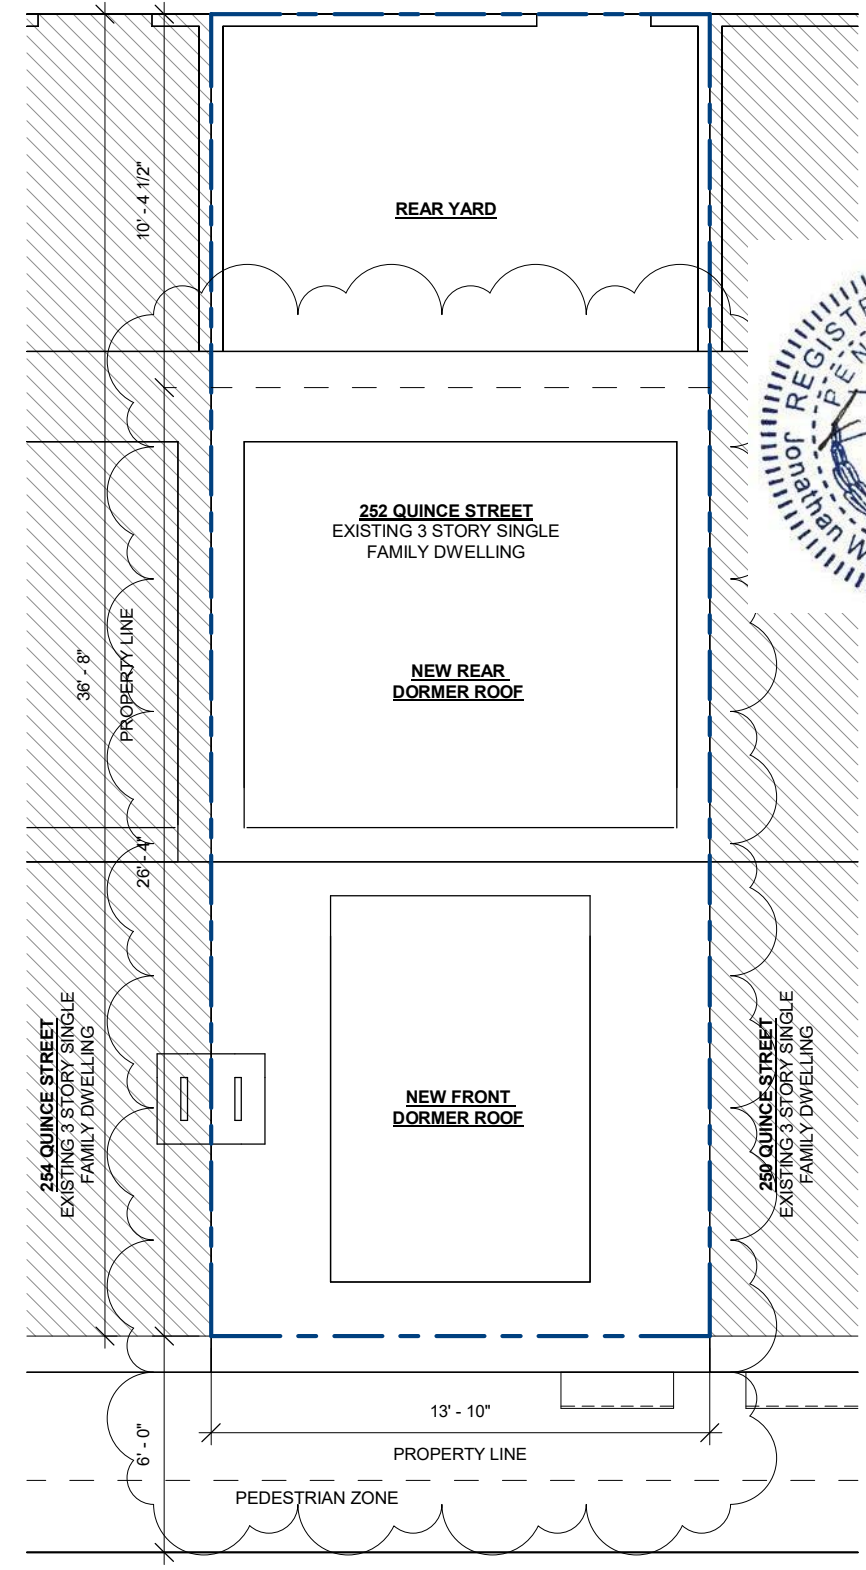 10' - 4 1/2"
REAR YARD
REGISTE
PEN
Jonathan W
252 QUINCE STREET
EXISTING 3 STORY SINGLE
FAMILY DWELLING
36' - 8"
PROPERTY LINE
NEW REAR
DORMER ROOF
26' - 4"
254 QUINCE STREET
EXISTING 3 STORY SINGLE
FAMILY DWELLING
NEW FRONT
DORMER ROOF
250 QUINCE STREET
EXISTING 3 STORY SINGLE
FAMILY DWELLING
13' - 10"
6' - 0"
PROPERTY LINE
PEDESTRIAN ZONE